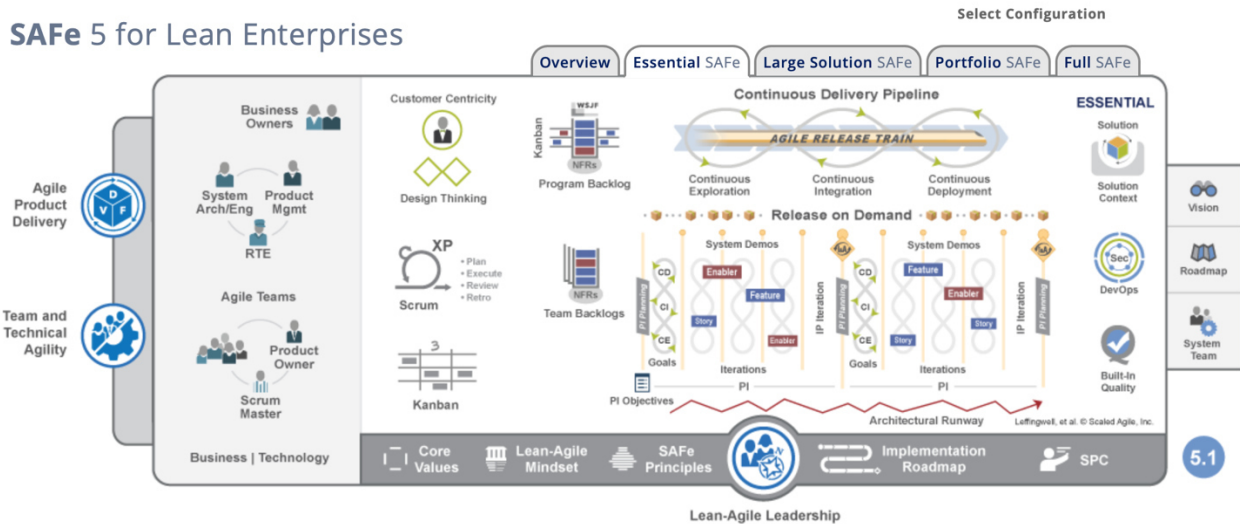 Select Configuration
SAFe 5 for Lean Enterprises
Overview
Essential SAFe
Large Solution SAFe
Portfolio SAFe
Full SAFe
Agile
Product
Delivery
D
V
F
Team and
Technical
Agility
Business
Owners
System
Arch/Eng
Product
Mgmt
RTE
Agile Teams
Product
Owner
Scrum
Master
Business | Technology
Customer Centricity
Design Thinking
XP
Scrum
• Plan
• Execute
• Review
• Retro
3
Kanban
WSJF
Kanban
NFRs
Program Backlog
NFRs
Team Backlogs
Continuous Delivery Pipeline
AGILE RELEASE TRAIN
Continuous
Exploration
Continuous
Integration
Continuous
Deployment
Release on Demand
System Demos
System Demos
PI Planning
CD
CI
CE
Goals
Enabler
Feature
Story
Enabler
Iterations
IP Iteration
PI Planning
CD
CI
CE
Goals
Feature
Enabler
Story
Story
Iterations
IP Iteration
PI Planning
PI
PI
PI Objectives
Architectural Runway
Leffingwell, et al. © Scaled Agile, Inc.
ESSENTIAL
Solution
Solution
Context
Sec
DevOps
Built-In
Quality
Vision
Roadmap
System
Team
Core
Values
Lean-Agile
Mindset
SAFe
Principles
N
Implementation
Roadmap
SPC
5.1
Lean-Agile Leadership